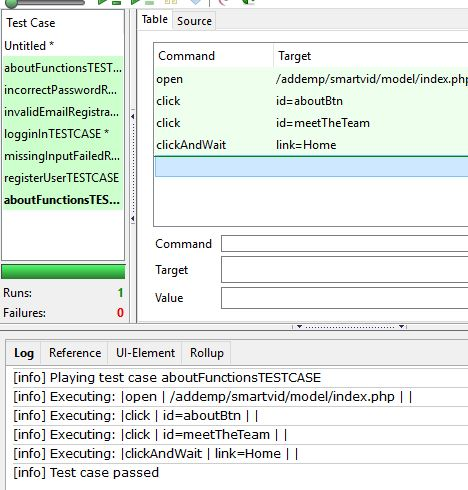 Test Case
Untitled *
aboutFunctionsTEST...
incorrectPasswordR...
invalidEmailRegistra...
logginInTESTCASE *
missingInputFailedR...
registerUserTESTCASE
aboutFunctionsTES...
Runs: 1
Failures: 0
Table Source
Command Target
open /addemp/smartvid/model/index.php
click id=aboutBtn
click id=meetTheTeam
clickAndWait link=Home
Command
Target
Value
Log Reference UI-Element Rollup
[info] Playing test case aboutFunctionsTESTCASE
[info] Executing: |open | /addemp/smartvid/model/index.php | |
[info] Executing: |click | id=aboutBtn | |
[info] Executing: |click | id=meetTheTeam | |
[info] Executing: |clickAndWait | link=Home | |
[info] Test case passed